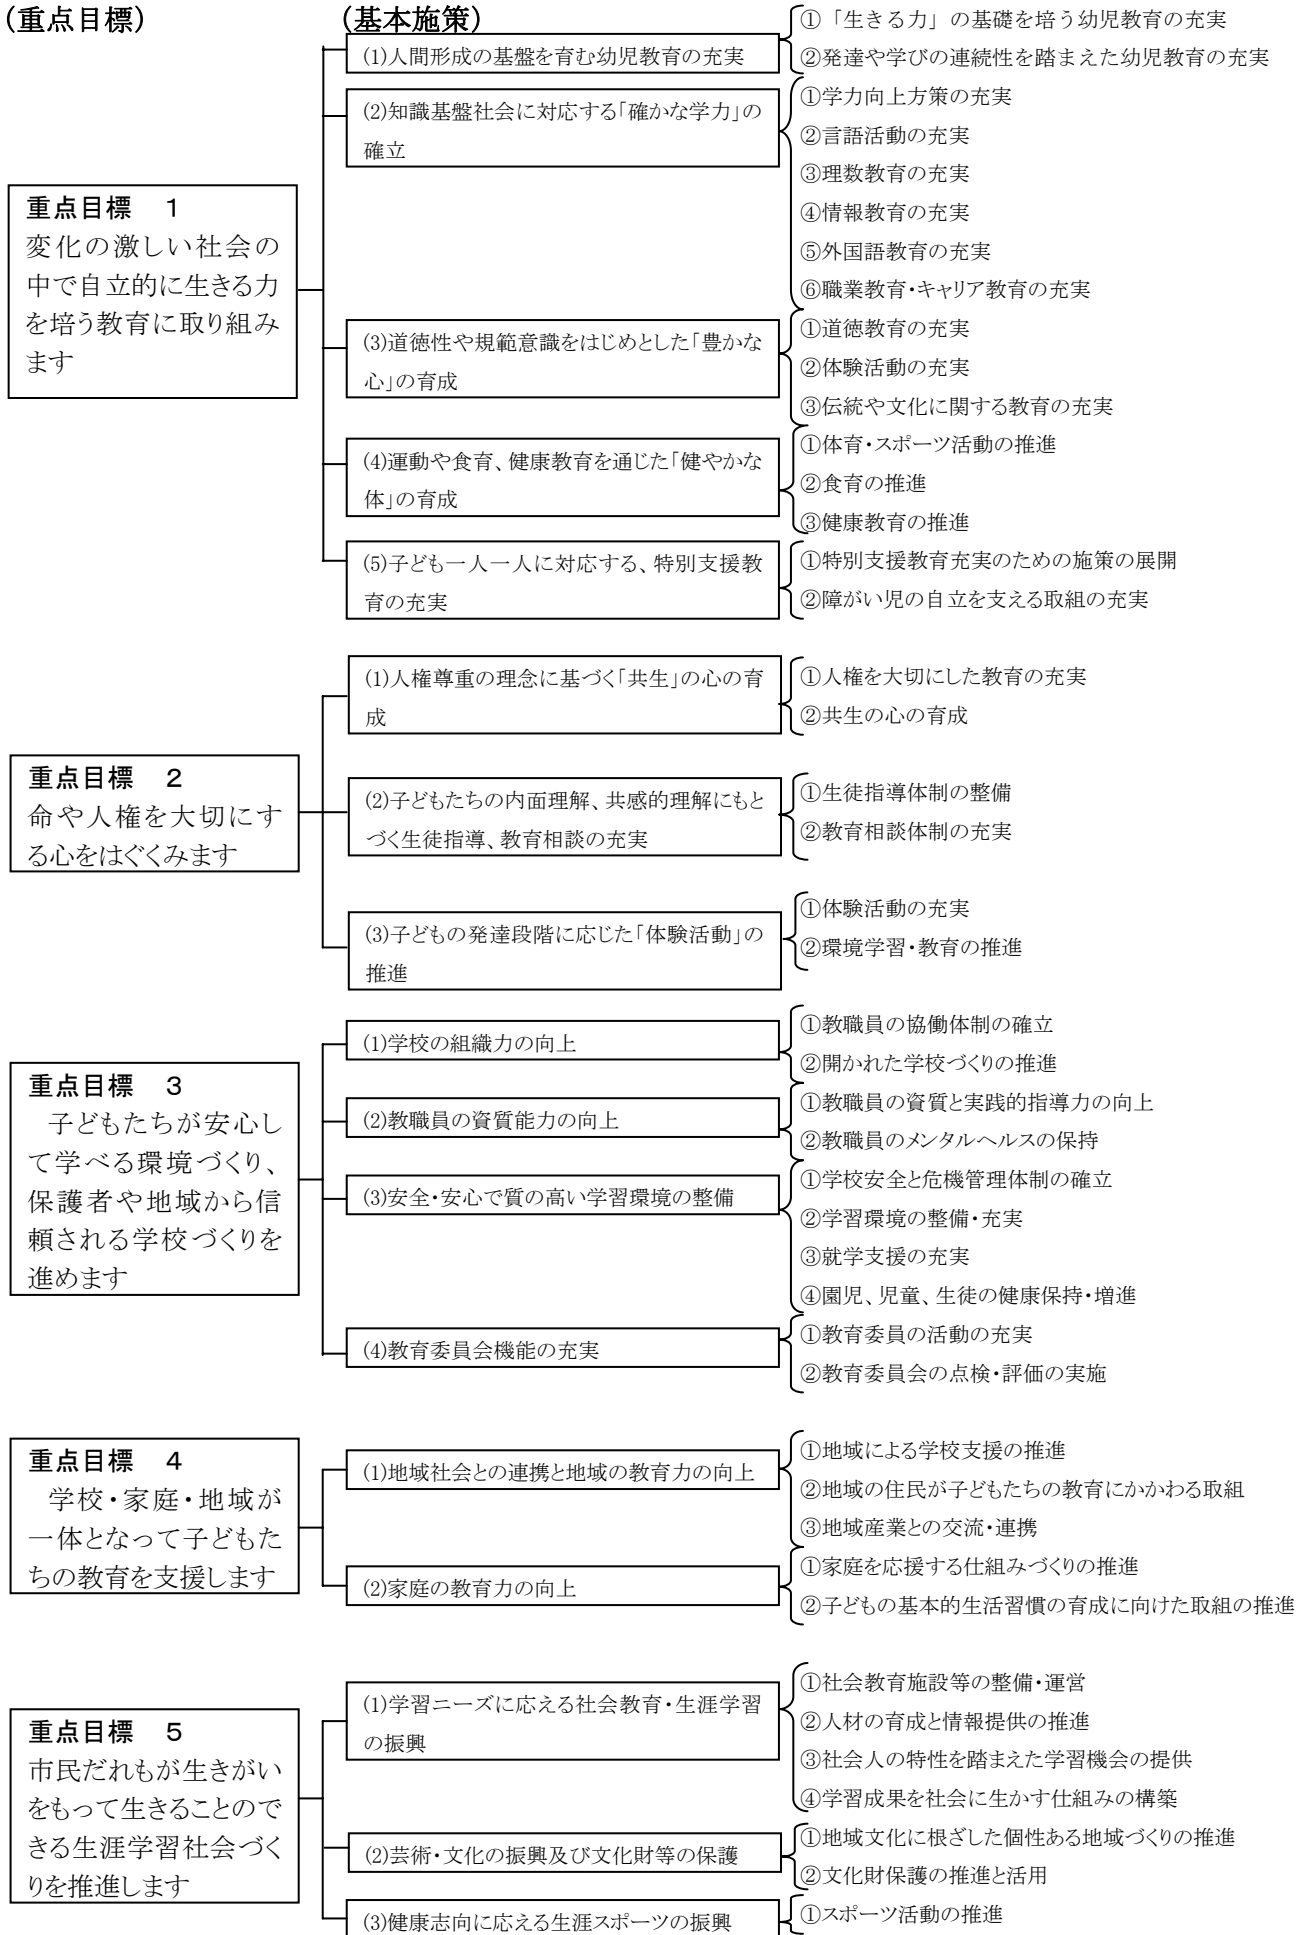 (重点目標)
(基本施策)
重点目標　1
変化の激しい社会の
中で自立的に生きる力
を培う教育に取り組み
ます
(1)人間形成の基盤を育む幼児教育の充実
①「生きる力」の基礎を培う幼児教育の充実
②発達や学びの連続性を踏まえた幼児教育の充実
(2)知識基盤社会に対応する「確かな学力」の
確立
①学力向上方策の充実
②言語活動の充実
③理数教育の充実
④情報教育の充実
⑤外国語教育の充実
⑥職業教育・キャリア教育の充実
(3)道徳性や規範意識をはじめとした「豊かな
心」の育成
①道徳教育の充実
②体験活動の充実
③伝統や文化に関する教育の充実
(4)運動や食育、健康教育を通じた「健やかな
体」の育成
①体育・スポーツ活動の推進
②食育の推進
③健康教育の推進
(5)子ども一人一人に対応する、特別支援教
育の充実
①特別支援教育充実のための施策の展開
②障がい児の自立を支える取組の充実
重点目標　2
命や人権を大切にす
る心をはぐくみます
(1)人権尊重の理念に基づく「共生」の心の育
成
①人権を大切にした教育の充実
②共生の心の育成
(2)子どもたちの内面理解、共感的理解にもと
づく生徒指導、教育相談の充実
①生徒指導体制の整備
②教育相談体制の充実
(3)子どもの発達段階に応じた「体験活動」の
推進
①体験活動の充実
②環境学習・教育の推進
重点目標　3
子どもたちが安心し
て学べる環境づくり、
保護者や地域から信
頼される学校づくりを
進めます
(1)学校の組織力の向上
①教職員の協働体制の確立
②開かれた学校づくりの推進
(2)教職員の資質能力の向上
①教職員の資質と実践的指導力の向上
②教職員のメンタルヘルスの保持
(3)安全・安心で質の高い学習環境の整備
①学校安全と危機管理体制の確立
②学習環境の整備・充実
③就学支援の充実
④園児、児童、生徒の健康保持・増進
(4)教育委員会機能の充実
①教育委員の活動の充実
②教育委員会の点検・評価の実施
重点目標　4
学校・家庭・地域が
一体となって子どもた
ちの教育を支援します
(1)地域社会との連携と地域の教育力の向上
①地域による学校支援の推進
②地域の住民が子どもたちの教育にかかわる取組
③地域産業との交流・連携
(2)家庭の教育力の向上
①家庭を応援する仕組みづくりの推進
②子どもの基本的生活習慣の育成に向けた取組の推進
重点目標　5
市民だれもが生きがい
をもって生きることので
きる生涯学習社会づく
りを推進します
(1)学習ニーズに応える社会教育・生涯学習
の振興
①社会教育施設等の整備・運営
②人材の育成と情報提供の推進
③社会人の特性を踏まえた学習機会の提供
④学習成果を社会に生かす仕組みの構築
(2)芸術・文化の振興及び文化財等の保護
①地域文化に根ざした個性ある地域づくりの推進
②文化財保護の推進と活用
(3)健康志向に応える生涯スポーツの振興
①スポーツ活動の推進